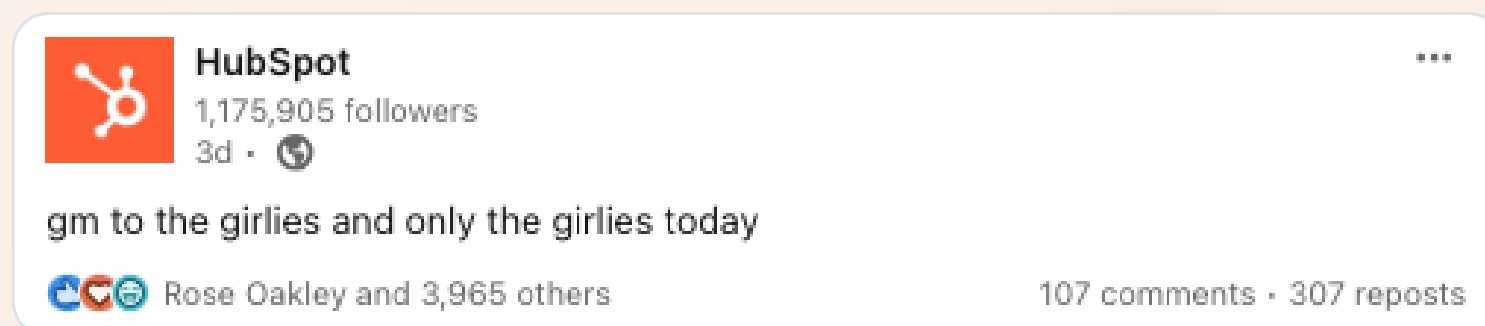 HubSpot
1,175,905 followers
3d •
gm to the girlies and only the girlies today
Rose Oakley and 3,965 others 107 comments • 307 reposts